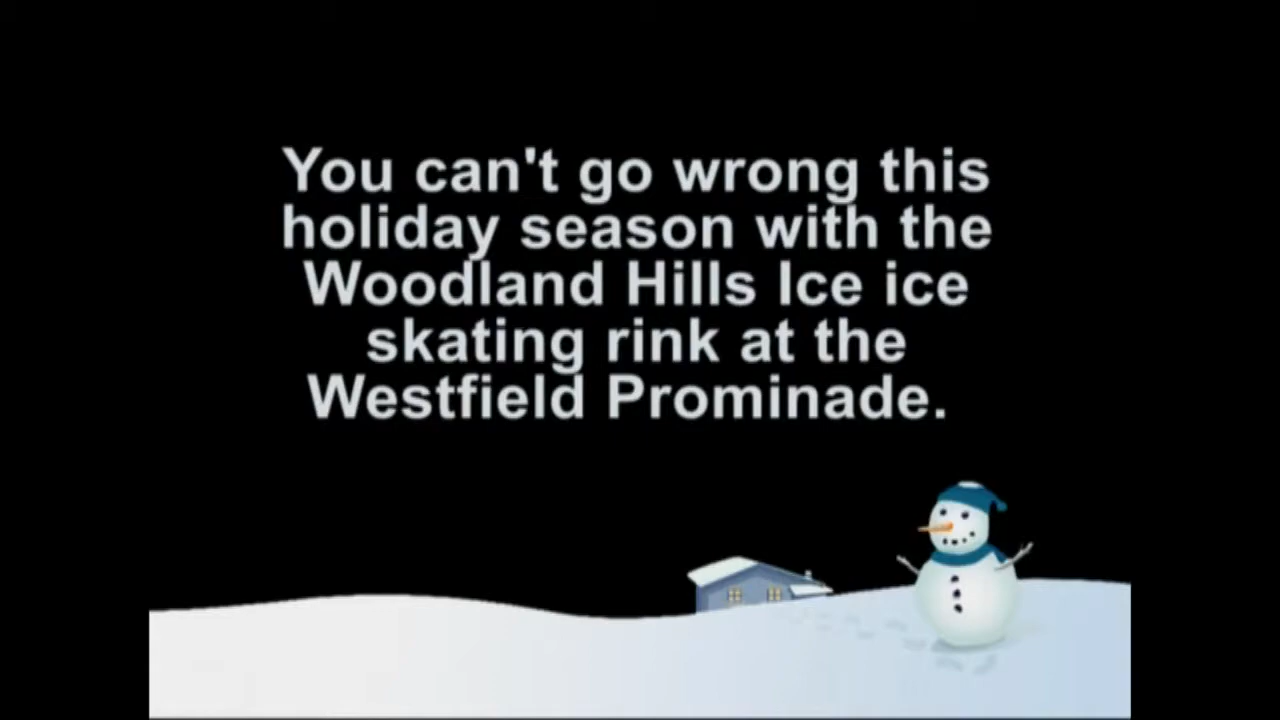 You can't go wrong this
holiday season with the
Woodland Hills Ice ice
skating rink at the
Westfield Prominade.